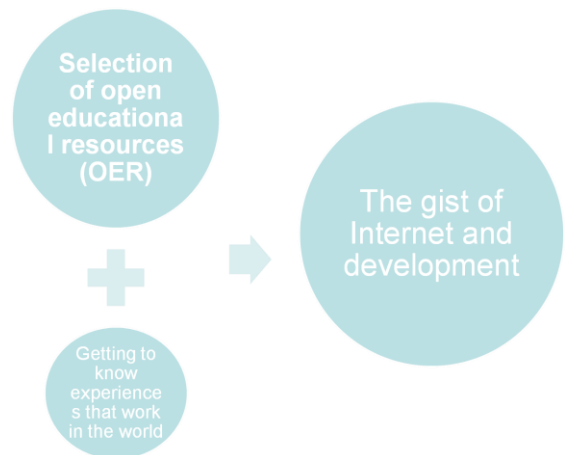 Selection
of open
educationa
l resources
(OER)
Getting to
know
experience
s that work
in the world
The gist of
Internet and
development